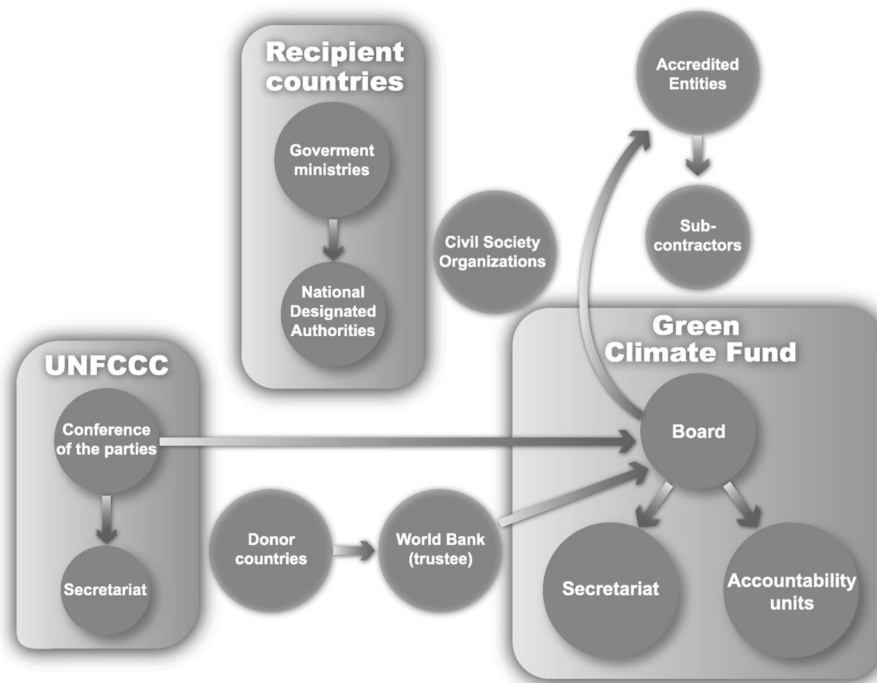 Recipient
countries
Goverment
ministries
National
Designated
Authorities
Accredited
Entities
Sub-
contractors
Civil Society
Organizations
UNFCCC
Conference
of the parties
Secretariat
Donor
countries
World Bank
(trustee)
Green
Climate Fund
Board
Secretariat
Accountability
units